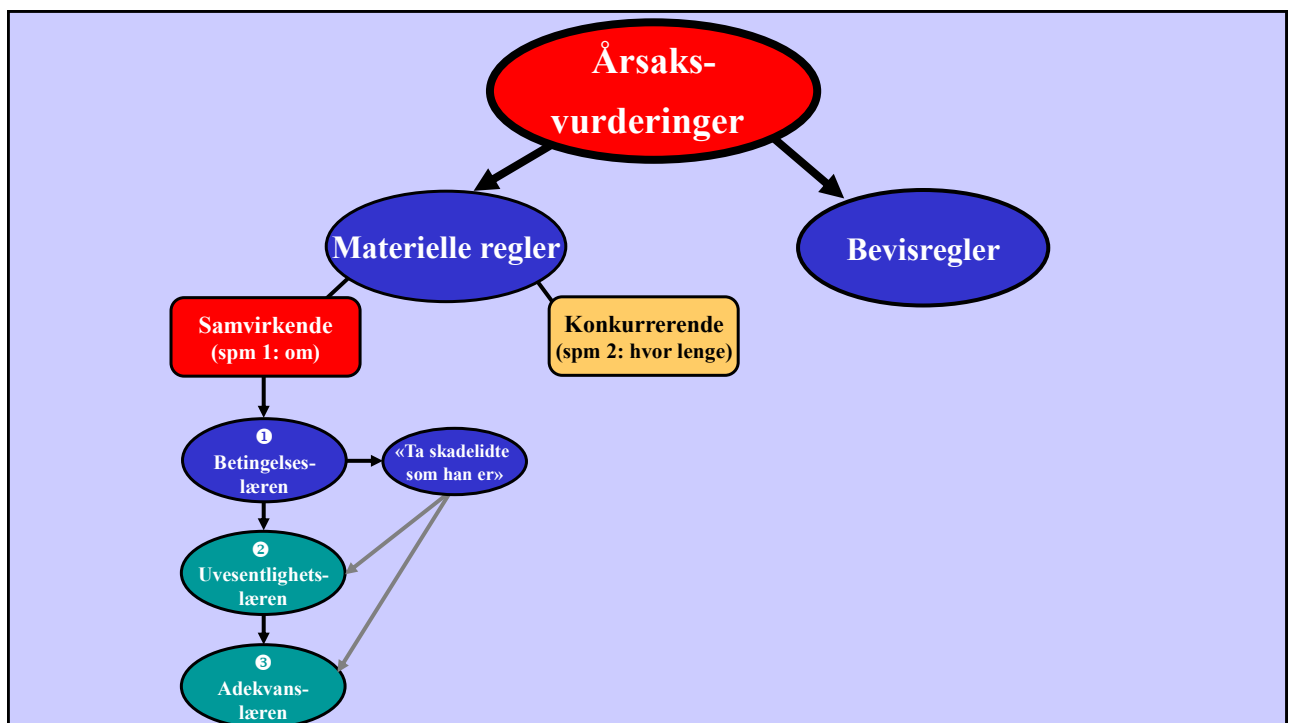 Årsaks-
vurderinger
Materielle regler
Bevisregler
Samvirkende
(spm 1: om)
Konkurrerende
(spm 2: hvor lenge)
❶
Betingelses-
læren
«Ta skadelidte
som han er»
❷
Uvesentlighets-
læren
❸
Adekvans-
læren